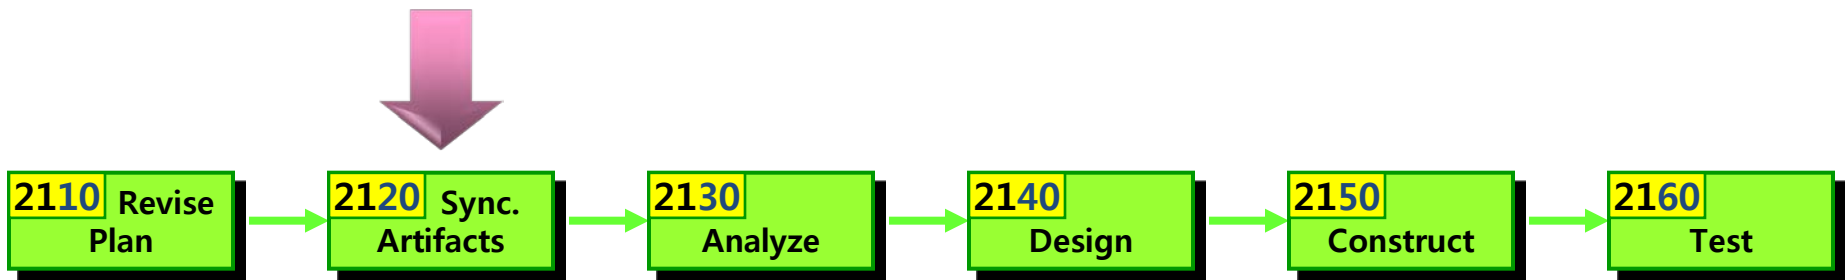 2110 Revise
Plan
2120 Sync.
Artifacts
2130
Analyze
2140
Design
2150
Construct
2160
Test